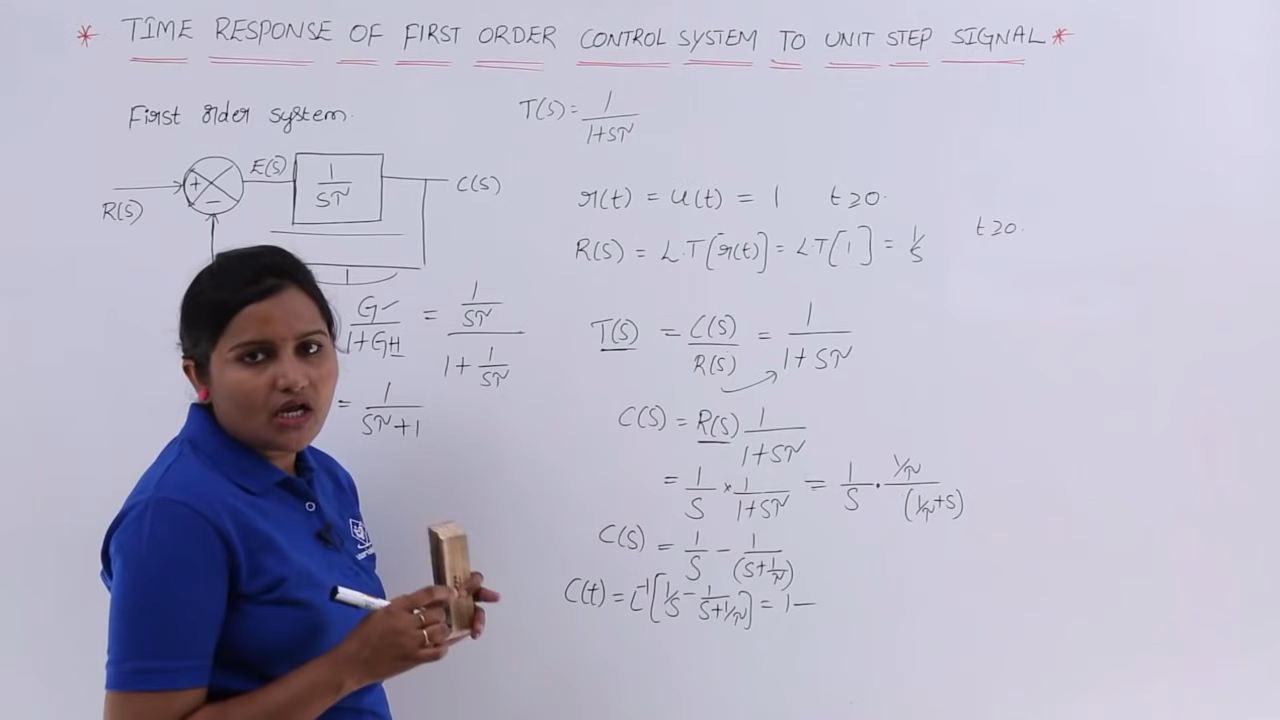 * TIME RESPONSE OF FIRST ORDER CONTROL SYSTEM TO UNIT STEP SIGNAL *
First order system.
T(S) = 1/(1+Sτ)
R(S) + − E(S) 1/Sτ C(S)
1
r(t) = u(t) = 1 t ≥ 0.
R(S) = L.T[r(t)] = L.T[1] = 1/S t ≥ 0.
G/(1+GH) = (1/Sτ)/(1 + 1/Sτ)
= 1/(Sτ+1)
T(S) = C(S)/R(S) = 1/(1+Sτ)
C(S) = R(S) 1/(1+Sτ)
= 1/S × 1/(1+Sτ) = 1/S · (1/τ)/(1/τ+S)
C(S) = 1/S − 1/(S+1/τ)
C(t) = L⁻¹[1/S − 1/(S+1/τ)] = 1 −